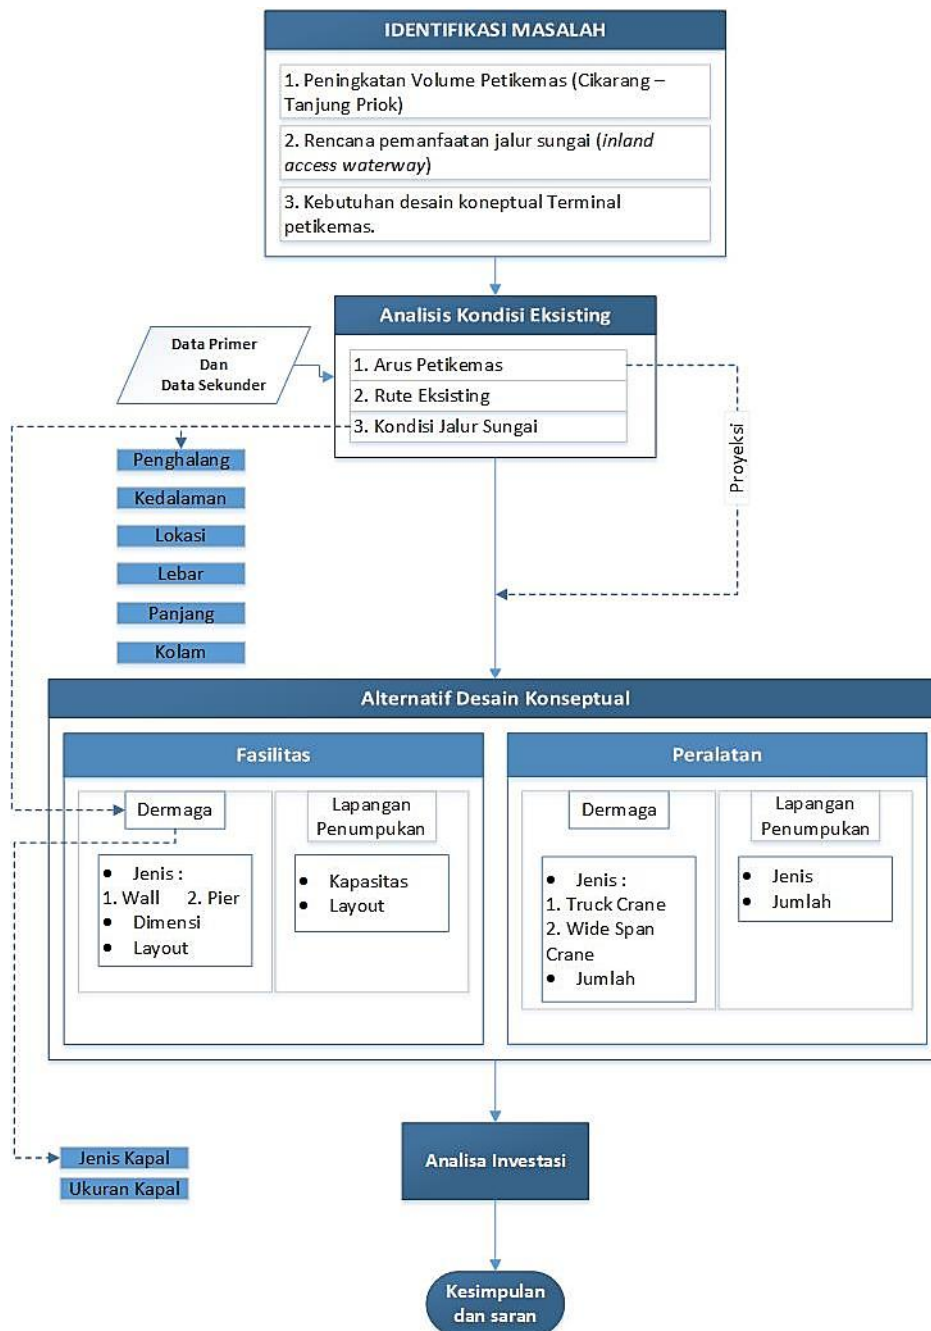 IDENTIFIKASI MASALAH
1. Peningkatan Volume Petikemas (Cikarang –
Tanjung Priok)
2. Rencana pemanfaatan jalur sungai (inland
access waterway)
3. Kebutuhan desain koneptual Terminal
petikemas.
Analisis Kondisi Eksisting
Data Primer
Dan
Data Sekunder
1. Arus Petikemas
2. Rute Eksisting
3. Kondisi Jalur Sungai
Proyeksi
Penghalang
Kedalaman
Lokasi
Lebar
Panjang
Kolam
Alternatif Desain Konseptual
Fasilitas
Dermaga
• Jenis :
1. Wall 2. Pier
• Dimensi
• Layout
Lapangan
Penumpukan
• Kapasitas
• Layout
Peralatan
Dermaga
• Jenis :
1. Truck Crane
2. Wide Span
Crane
• Jumlah
Lapangan
Penumpukan
• Jenis
• Jumlah
Jenis Kapal
Ukuran Kapal
Analisa Investasi
Kesimpulan
dan saran